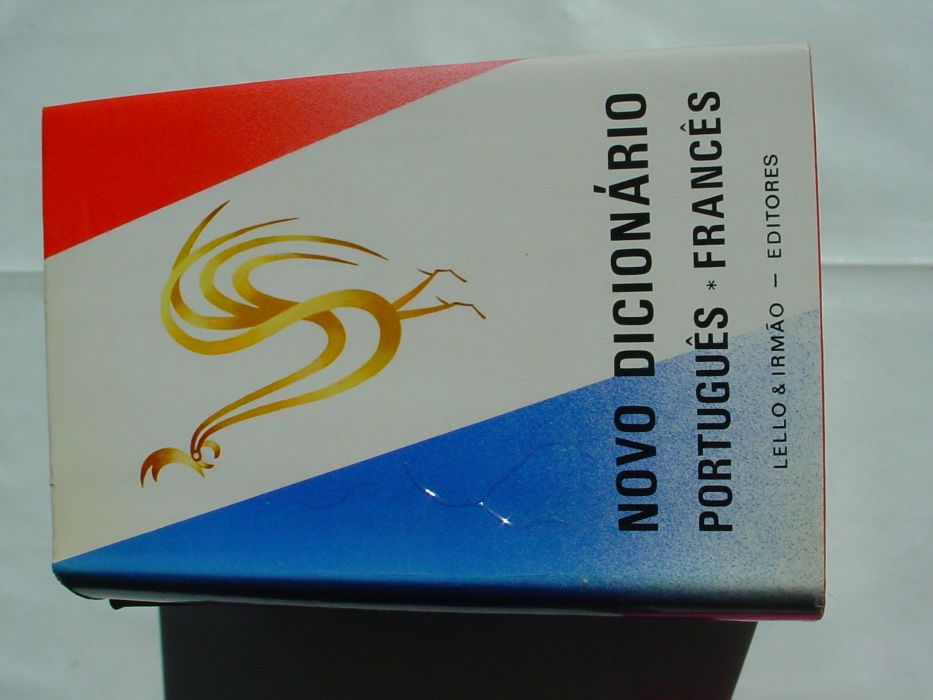 NOVO DICIONÁRIO
PORTUGUÊS * FRANCÊS
LELLO & IRMÃO — EDITORES